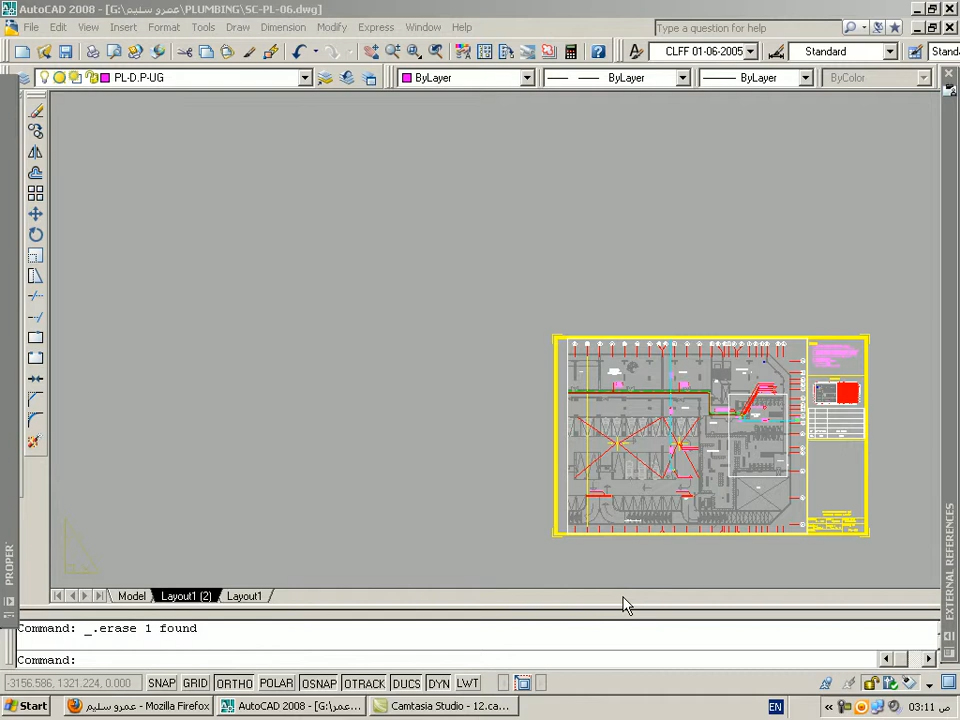 AutoCAD 2008 - [G:\عمرو سليم\PLUMBING\SC-PL-06.dwg]
File Edit View Insert Format Tools Draw Dimension Modify Express Window Help
Type a question for help
CLFF 01-06-2005 Standard Stand
PL-D.P-UG ByLayer ByLayer ByLayer ByColor
PROPER
EXTERNAL REFERENCES
Model Layout1 (2) Layout1
Command: _.erase 1 found
Command:
-3156.586, 1321.224, 0.000 SNAP GRID ORTHO POLAR OSNAP OTRACK DUCS DYN LWT
Start عمرو سليم - Mozilla Firefox AutoCAD 2008 - [G:\عمر... Camtasia Studio - 12.ca... EN « 03:11 ص